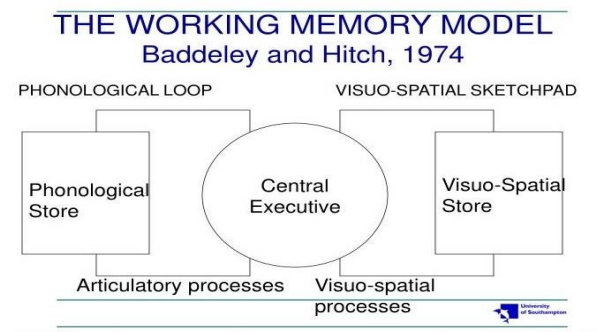 THE WORKING MEMORY MODEL
Baddeley and Hitch, 1974
PHONOLOGICAL LOOP
VISUO-SPATIAL SKETCHPAD
Phonological
Store
Central
Executive
Visuo-Spatial
Store
Articulatory processes
Visuo-spatial
processes
University
of Southampton